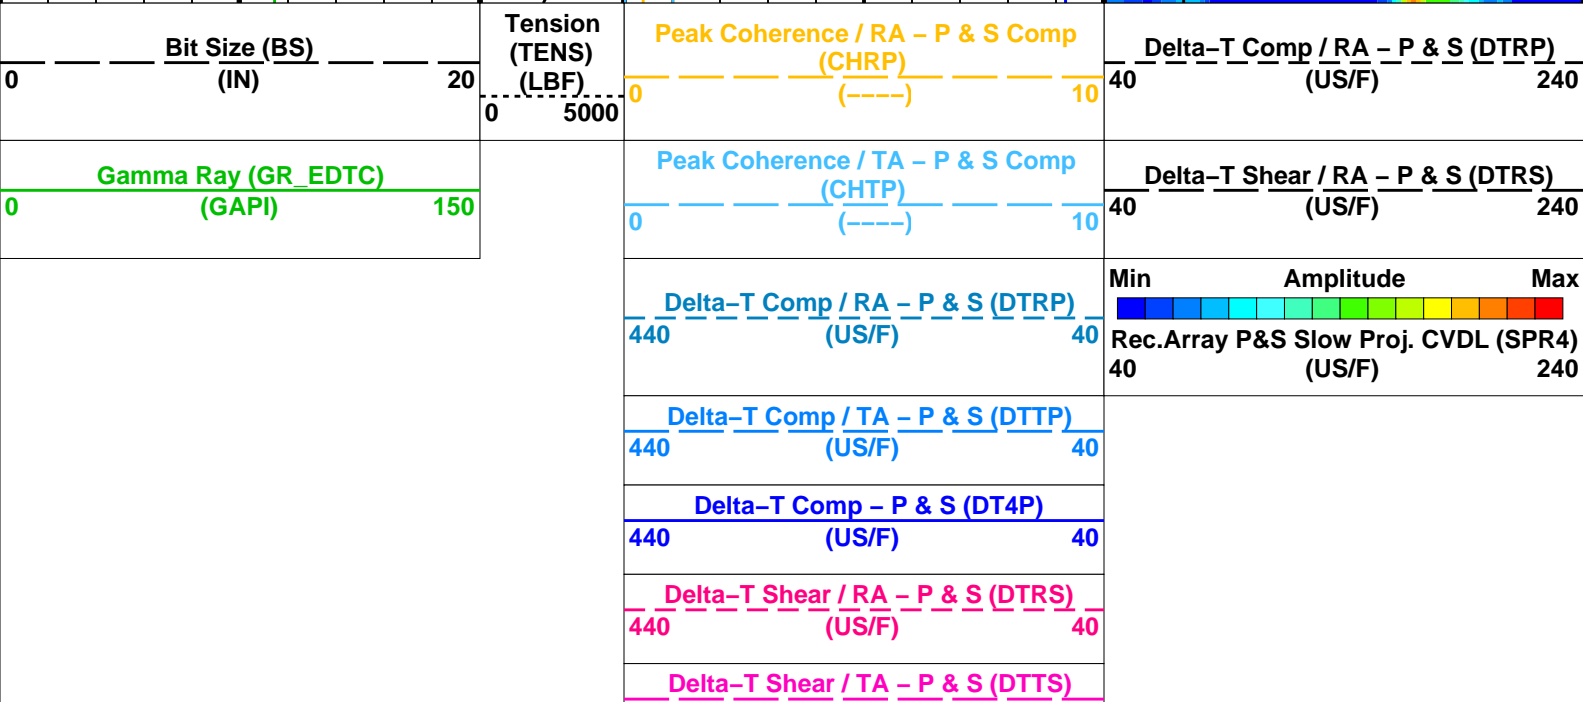 Bit Size (BS)
0 (IN) 20
Gamma Ray (GR_EDTC)
0 (GAPI) 150
Tension
(TENS)
(LBF)
0 5000
Peak Coherence / RA – P & S Comp
(CHRP)
0 (––––) 10
Peak Coherence / TA – P & S Comp
(CHTP)
0 (––––) 10
Delta–T Comp / RA – P & S (DTRP)
440 (US/F) 40
Delta–T Comp / TA – P & S (DTTP)
440 (US/F) 40
Delta–T Comp – P & S (DT4P)
440 (US/F) 40
Delta–T Shear / RA – P & S (DTRS)
440 (US/F) 40
Delta–T Shear / TA – P & S (DTTS)
Delta–T Comp / RA – P & S (DTRP)
40 (US/F) 240
Delta–T Shear / RA – P & S (DTRS)
40 (US/F) 240
Min Amplitude Max
Rec.Array P&S Slow Proj. CVDL (SPR4)
40 (US/F) 240